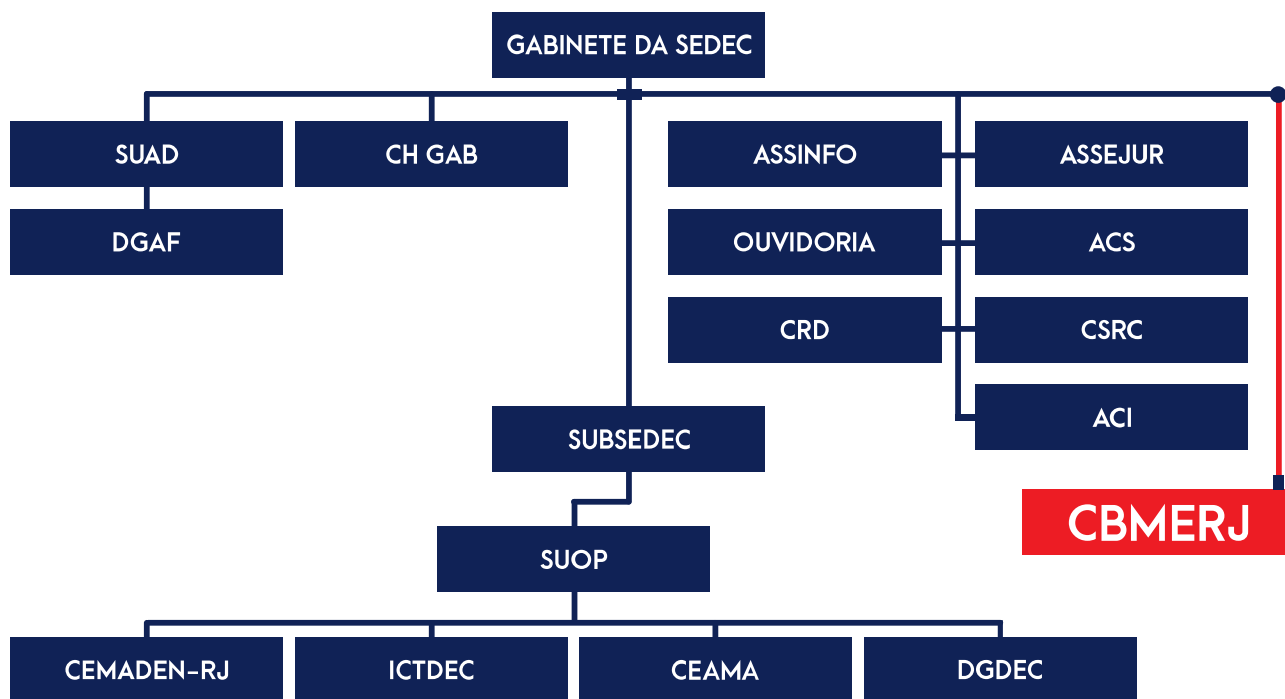 GABINETE DA SEDEC
SUAD
CH GAB
ASSINFO
ASSEJUR
DGAF
OUVIDORIA
ACS
CRD
CSRC
ACI
SUBSEDEC
CBMERJ
SUOP
CEMADEN-RJ
ICTDEC
CEAMA
DGDEC